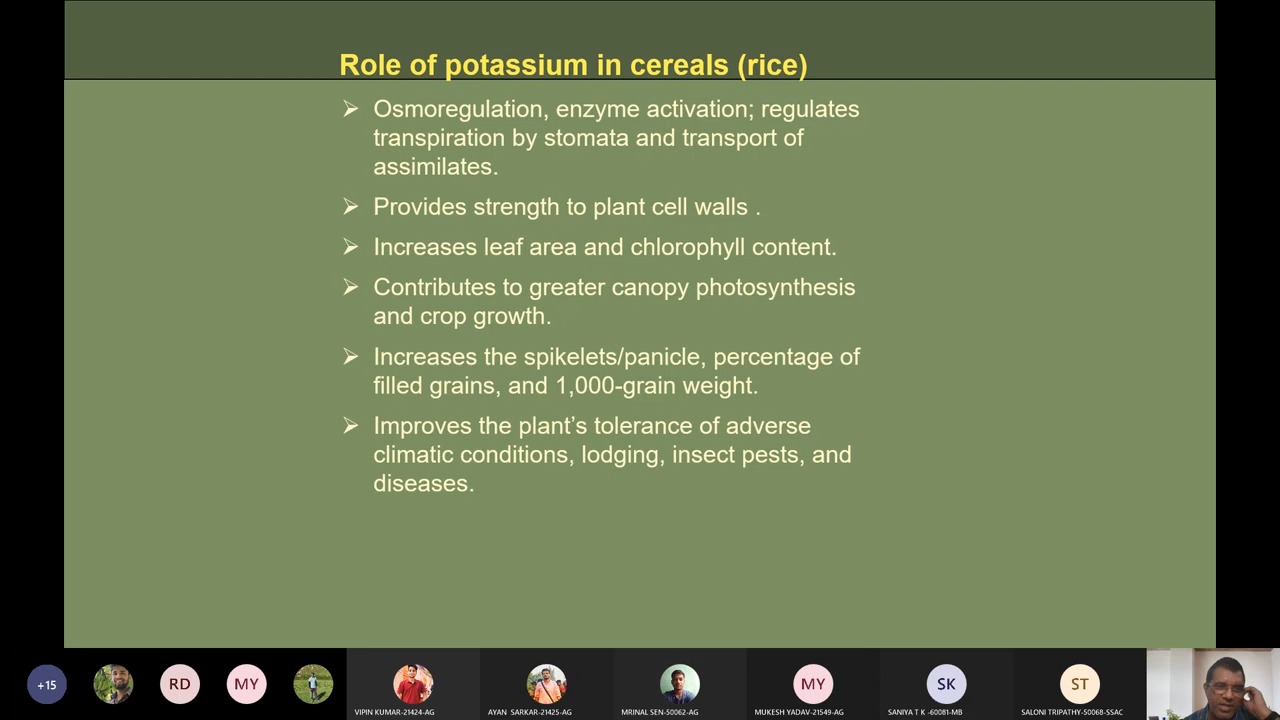 Role of potassium in cereals (rice)
➢ Osmoregulation, enzyme activation; regulates
transpiration by stomata and transport of
assimilates.
➢ Provides strength to plant cell walls .
➢ Increases leaf area and chlorophyll content.
➢ Contributes to greater canopy photosynthesis
and crop growth.
➢ Increases the spikelets/panicle, percentage of
filled grains, and 1,000-grain weight.
➢ Improves the plant’s tolerance of adverse
climatic conditions, lodging, insect pests, and
diseases.
+15
RD
MY
MY
SK
ST
VIPIN KUMAR-21424-AG
AYAN SARKAR-21425-AG
MRINAL SEN-50062-AG
MUKESH YADAV-21549-AG
SANIYA T K -60081-MB
SALONI TRIPATHY-50068-SSAC